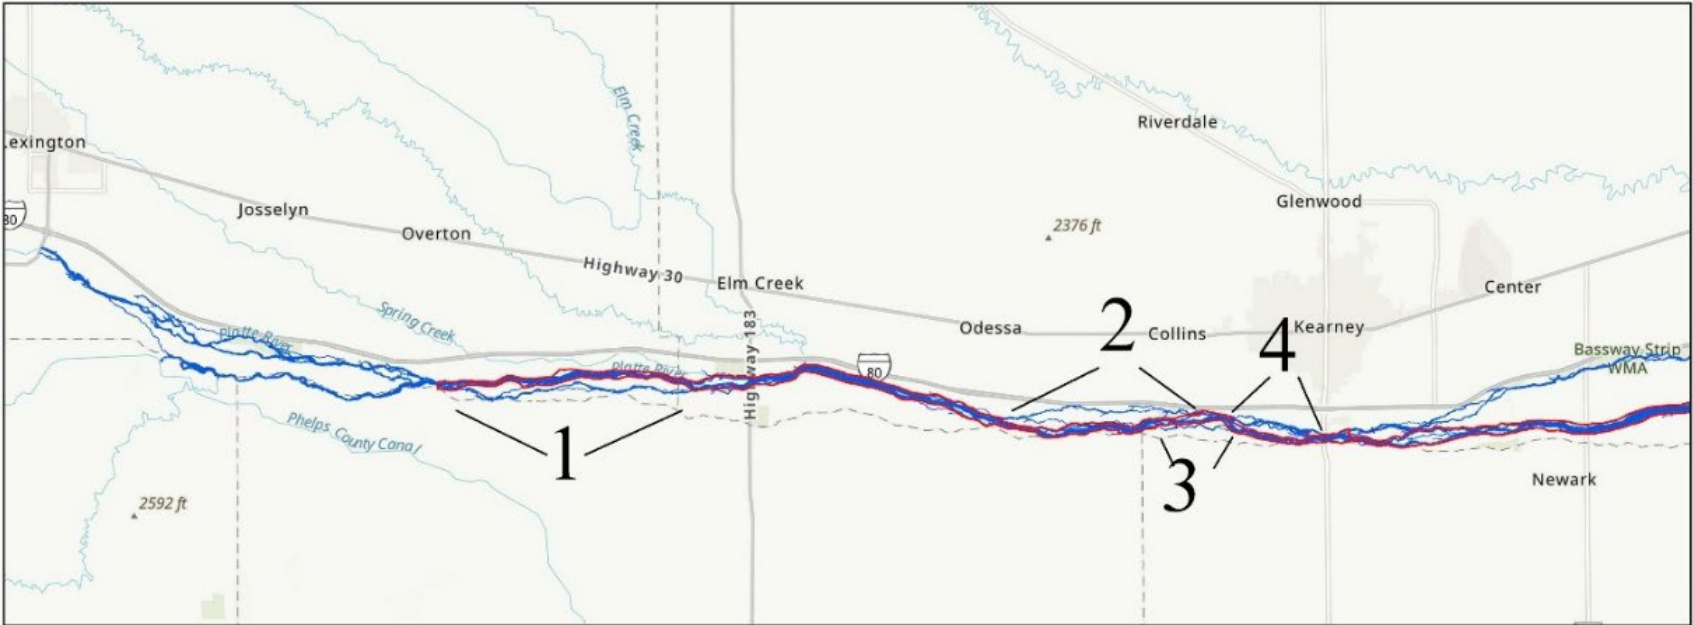 Elm Creek
Riverdale
Lexington
Glenwood
Josselyn
80
Overton
2376 ft
Highway 30
Elm Creek
Center
Spring Creek
Highway 183
Odessa
2
Collins
4
Kearney
Platte River
Bassway Strip
WMA
Platte River
80
Phelps County Canal
1
3
Newark
2592 ft